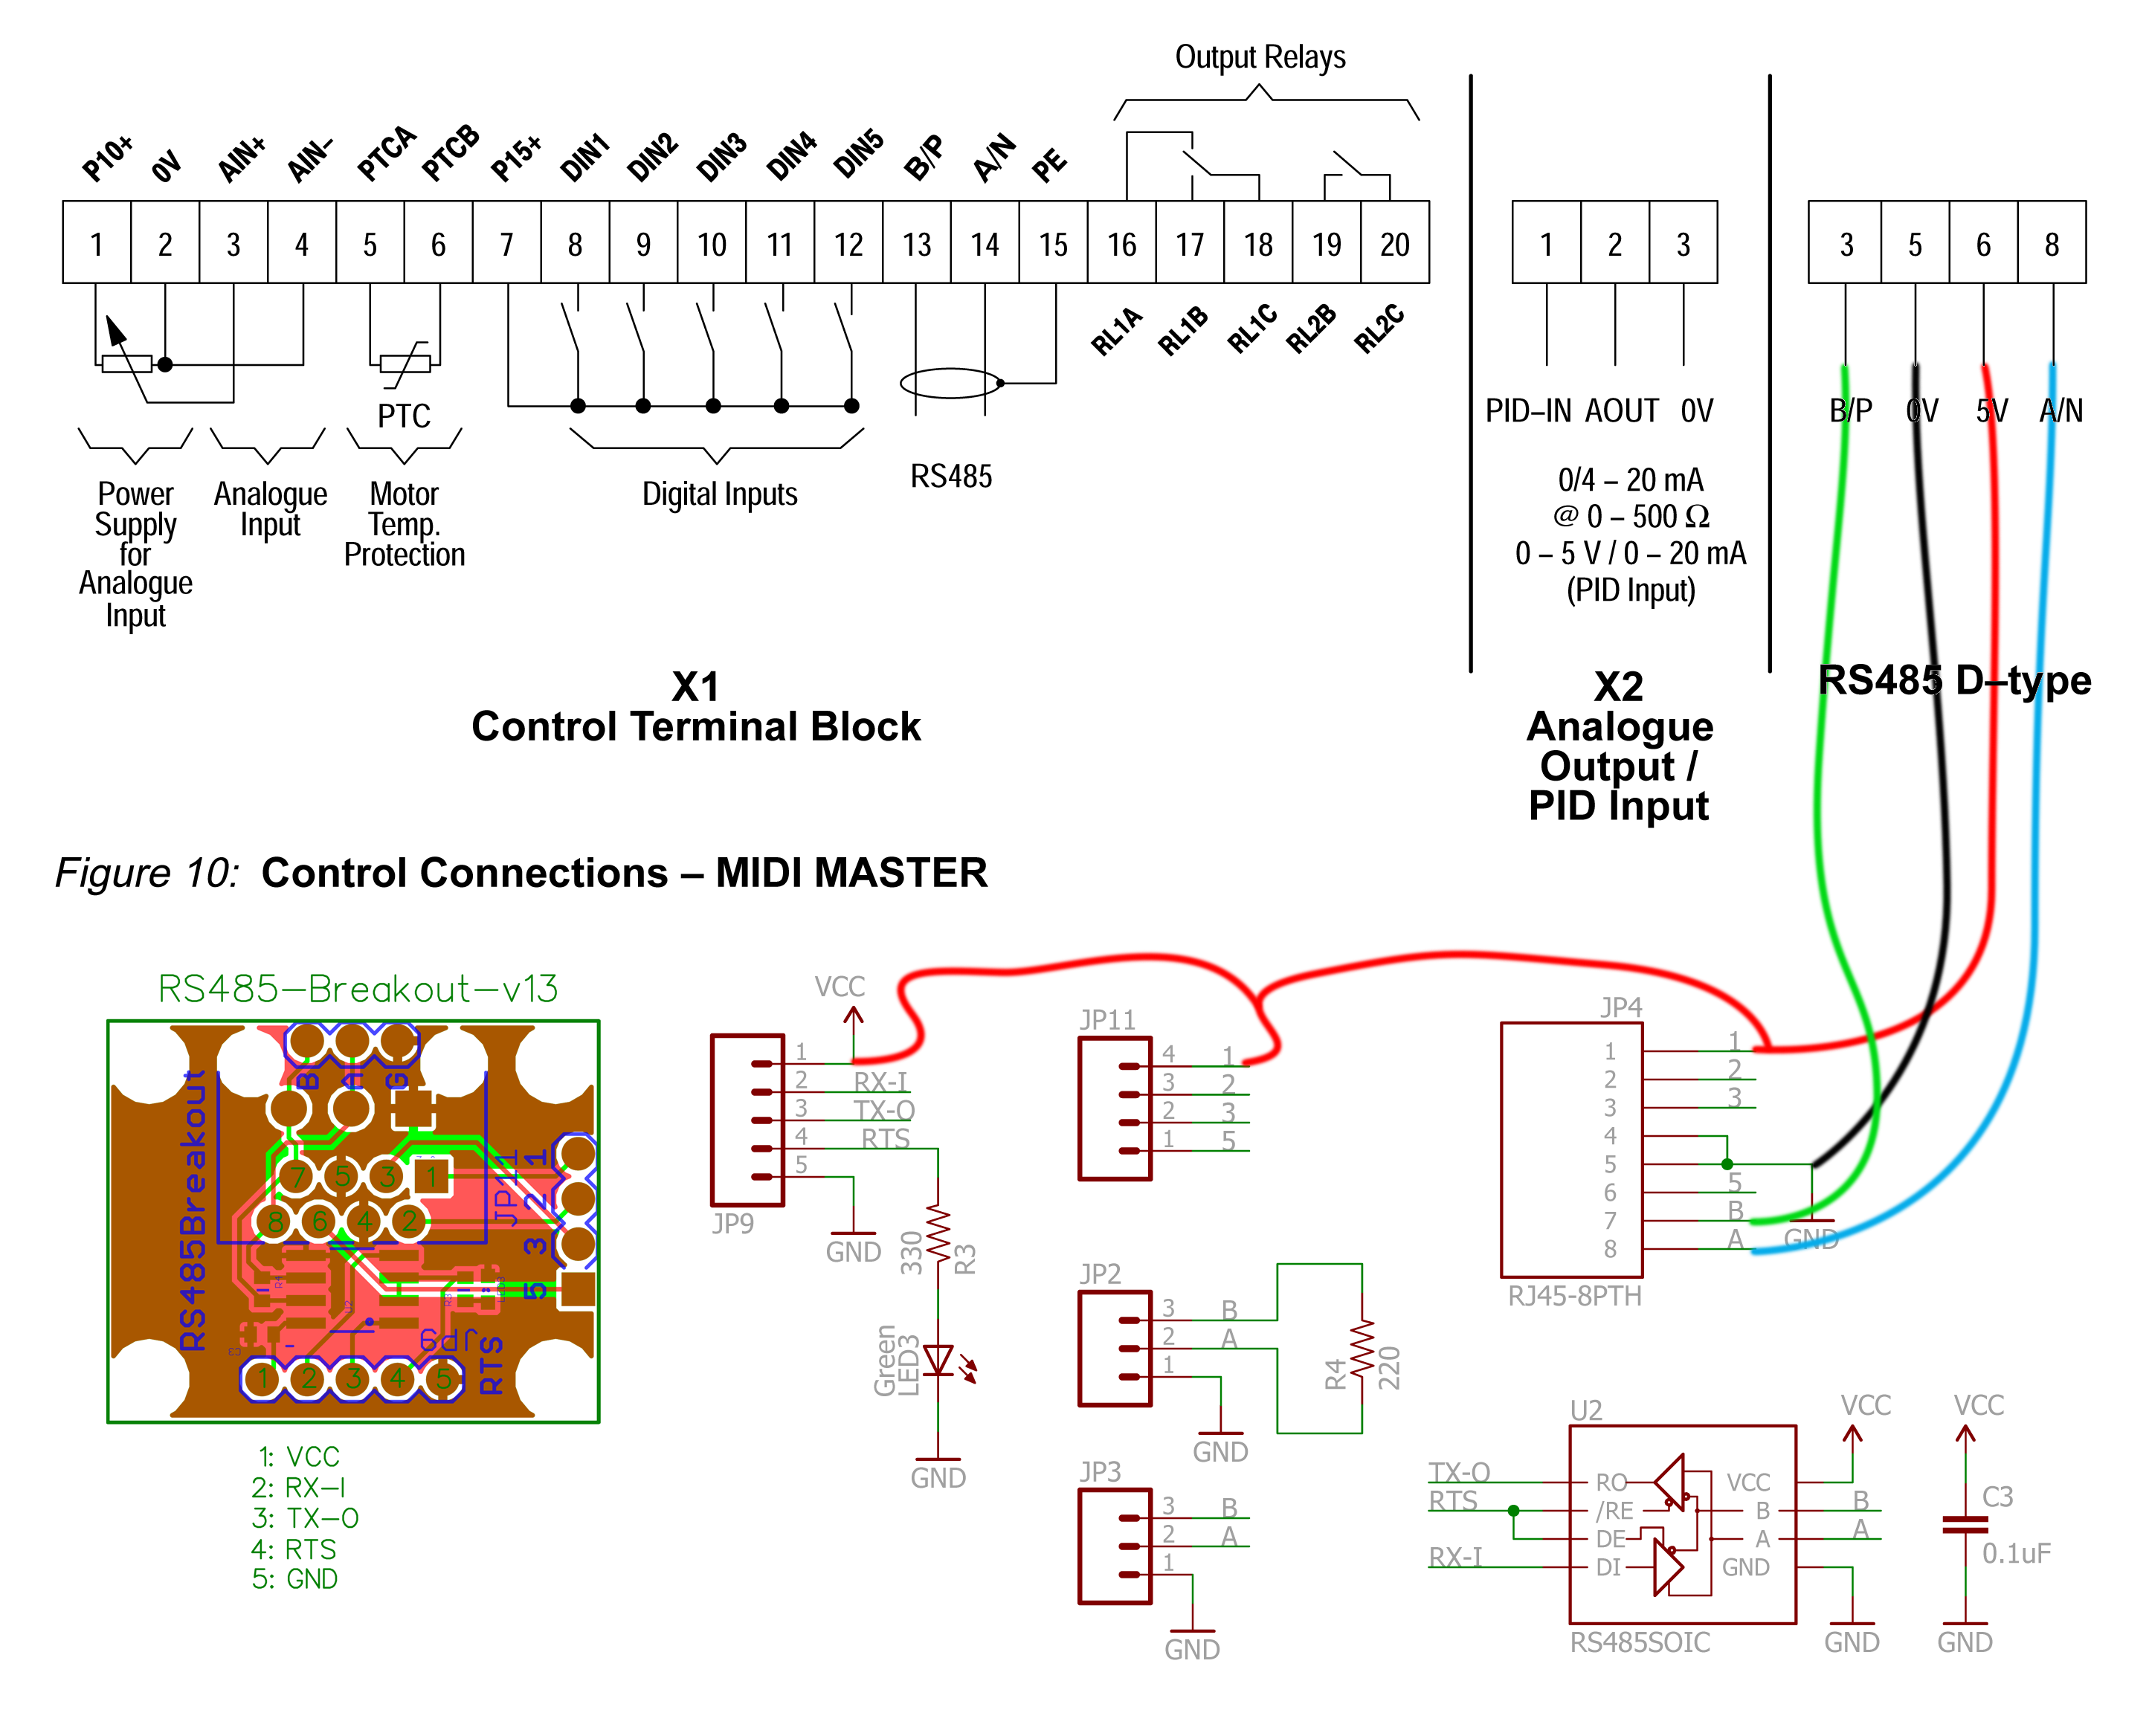 Output Relays
P10+ 0V AIN+ AIN– PTCA PTCB P15+ DIN1 DIN2 DIN3 DIN4 DIN5 B/P A/N PE
1 2 3 4 5 6 7 8 9 10 11 12 13 14 15 16 17 18 19 20
1 2 3
3 5 6 8
RL1A RL1B RL1C RL2B RL2C
PTC
PID–IN AOUT 0V
B/P 0V 5V A/N
RS485
Power
Supply
for
Analogue
Input
Analogue
Input
Motor
Temp.
Protection
Digital Inputs
0/4 – 20 mA
@ 0 – 500 Ω
0 – 5 V / 0 – 20 mA
(PID Input)
X1
Control Terminal Block
X2
Analogue
Output /
PID Input
RS485 D–type
Figure 10: Control Connections – MIDI MASTER
RS485-Breakout-v13
RS485Breakout
B A G
7 5 3 1
8 6 4 2
JP11
1
2
3
5
R4
U2
R3
LED3
C3
JP9
RTS
1 2 3 4 5
1: VCC
2: RX-I
3: TX-O
4: RTS
5: GND
VCC
1
2 RX-I
3 TX-O
4 RTS
5
JP9
GND
330
R3
Green
LED3
GND
JP11
4 1
3 2
2 3
1 5
JP2
3 B
2 A
1
GND
R4
220
JP3
3 B
2 A
1
GND
JP4
1 1
2 2
3 3
4
5
6 5
7 B
8 A
GND
RJ45-8PTH
U2
VCC
VCC
TX-O RO VCC
RTS /RE B B
DE A A
RX-I DI GND
RS485SOIC
GND
C3
0.1uF
GND